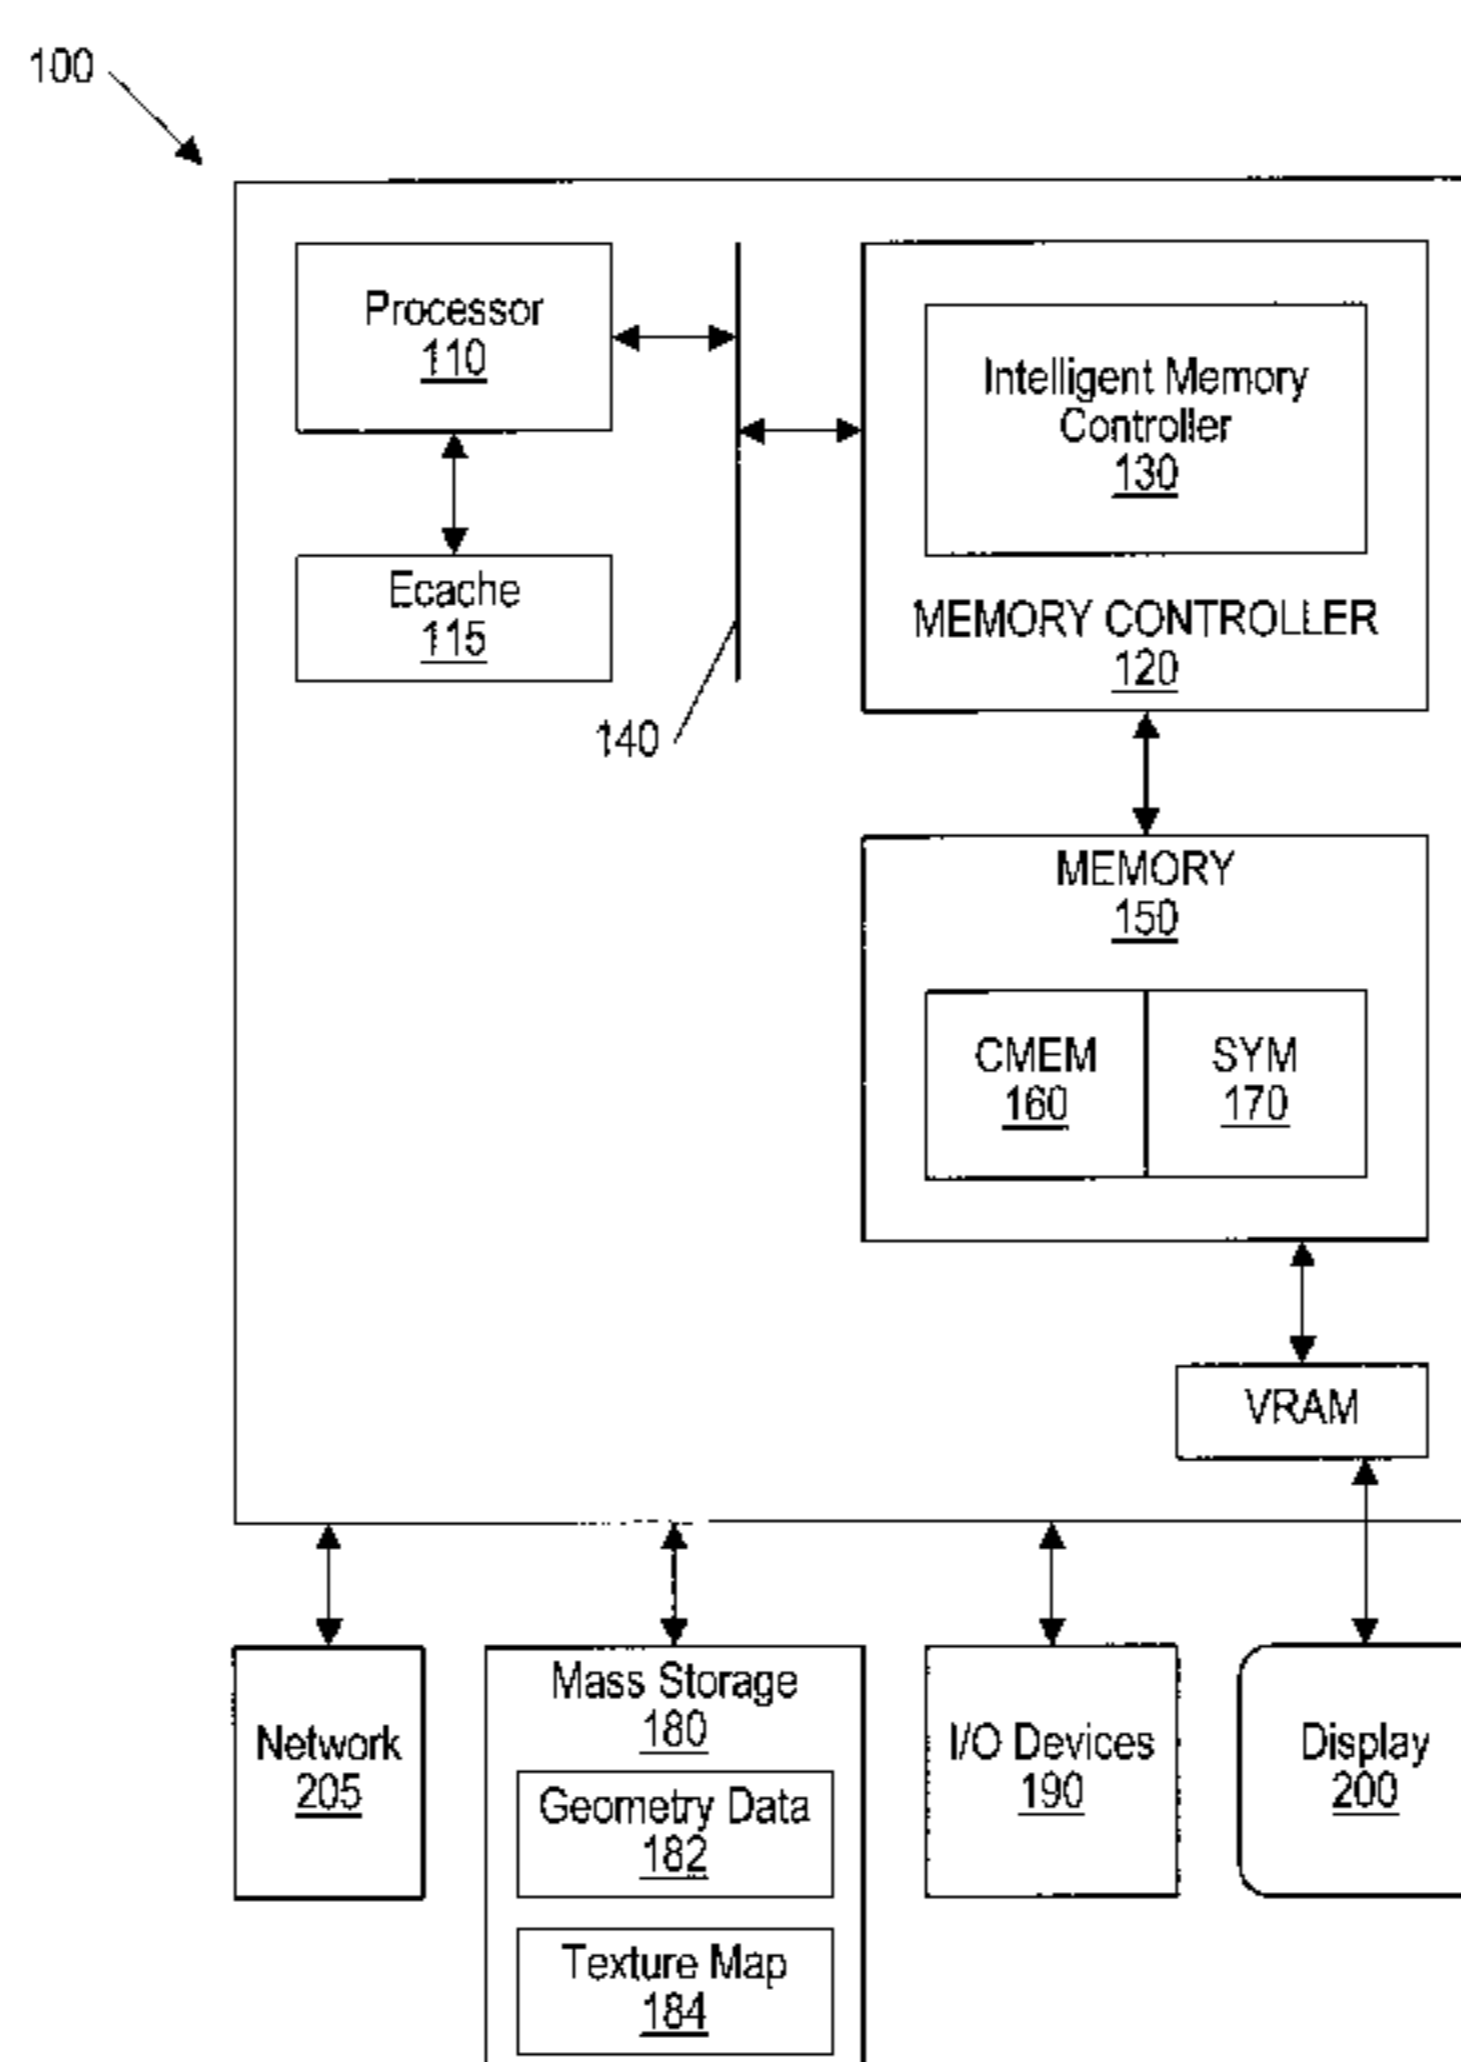 100
Processor
110
Intelligent Memory
Controller
130
Ecache
115
MEMORY CONTROLLER
120
140
MEMORY
150
CMEM
160
SYM
170
VRAM
Network
205
Mass Storage
180
Geometry Data
182
Texture Map
184
I/O Devices
190
Display
200